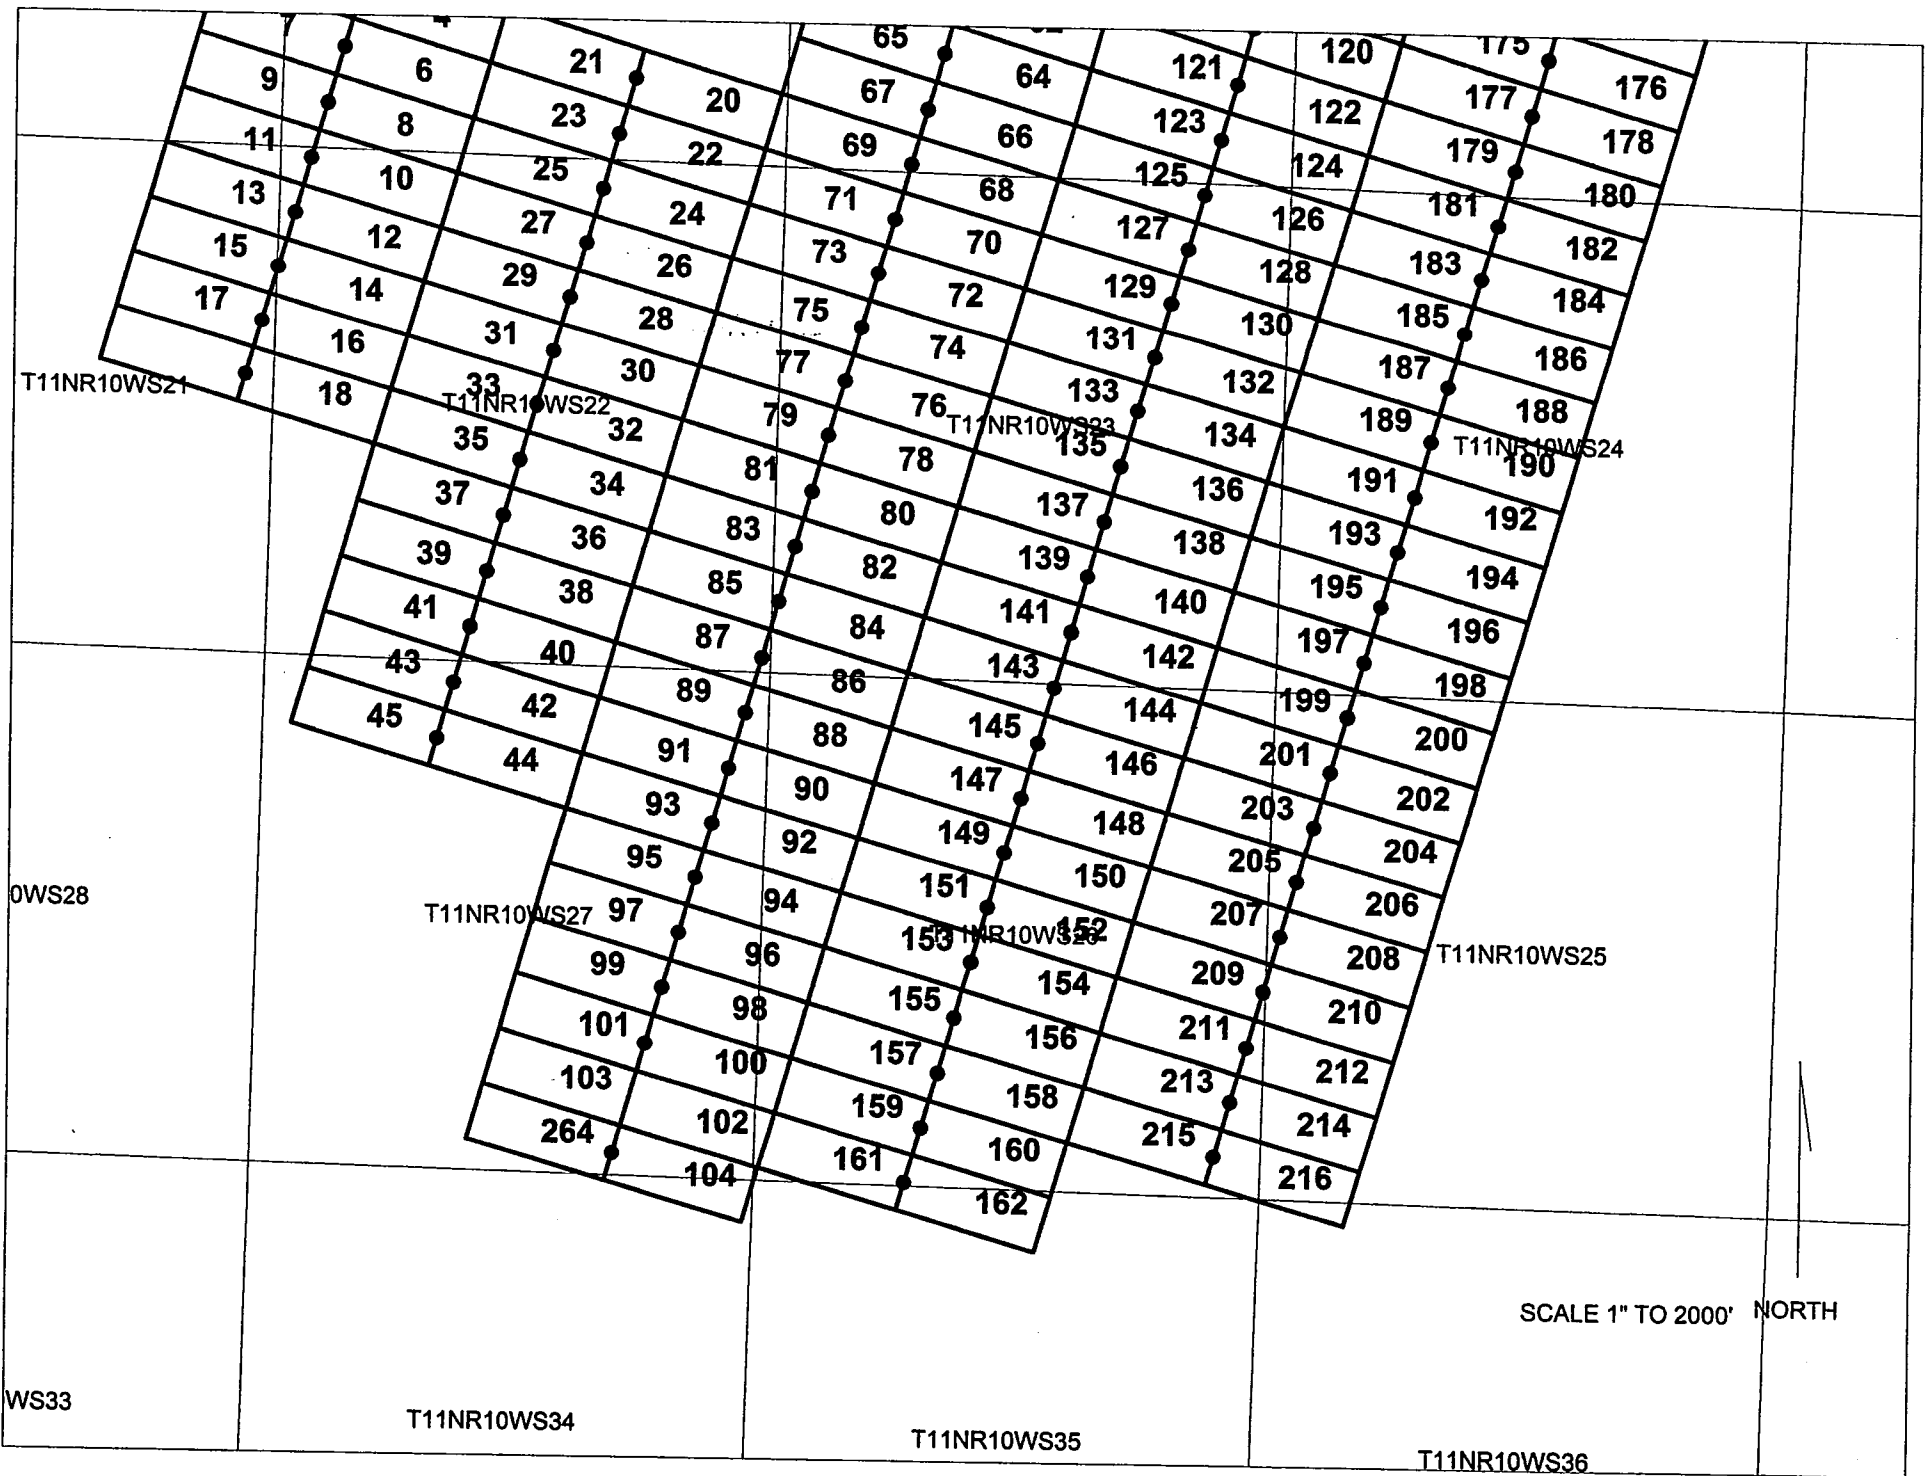 7 4 65 62 120 175
9 6 21 20 67 64 121 122 177 176
11 8 23 22 69 66 123 124 179 178
13 10 25 24 71 68 125 126 181 180
15 12 27 26 73 70 127 128 183 182
17 14 29 28 75 72 129 130 185 184
16 31 30 77 74 131 132 187 186
18 33 32 79 76 133 134 189 188
T11NR10WS21 T11NR10WS22 T11NR10WS23 T11NR10WS24
35 34 81 78 135 136 191 190
37 36 83 80 137 138 193 192
39 38 85 82 139 140 195 194
41 40 87 84 141 142 197 196
43 42 89 86 143 144 199 198
45 44 91 88 145 146 201 200
93 90 147 148 203 202
95 92 149 150 205 204
97 94 151 152 207 206
0WS28 T11NR10WS27 T11NR10WS26 T11NR10WS25
99 96 153 154 209 208
101 98 155 156 211 210
103 100 157 158 213 212
264 102 159 160 215 214
104 161 162 216
SCALE 1" TO 2000' NORTH
WS33 T11NR10WS34 T11NR10WS35 T11NR10WS36